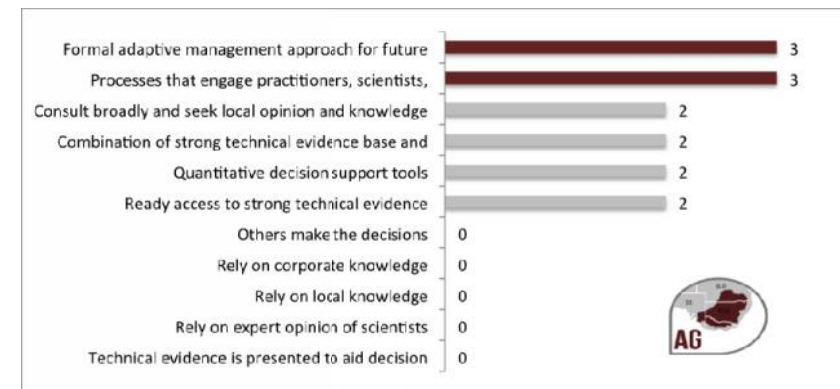 Formal adaptive management approach for future 3
Processes that engage practitioners, scientists, 3
Consult broadly and seek local opinion and knowledge 2
Combination of strong technical evidence base and 2
Quantitative decision support tools 2
Ready access to strong technical evidence 2
Others make the decisions 0
Rely on corporate knowledge 0
Rely on local knowledge 0
Rely on expert opinion of scientists 0
Technical evidence is presented to aid decision 0
AG